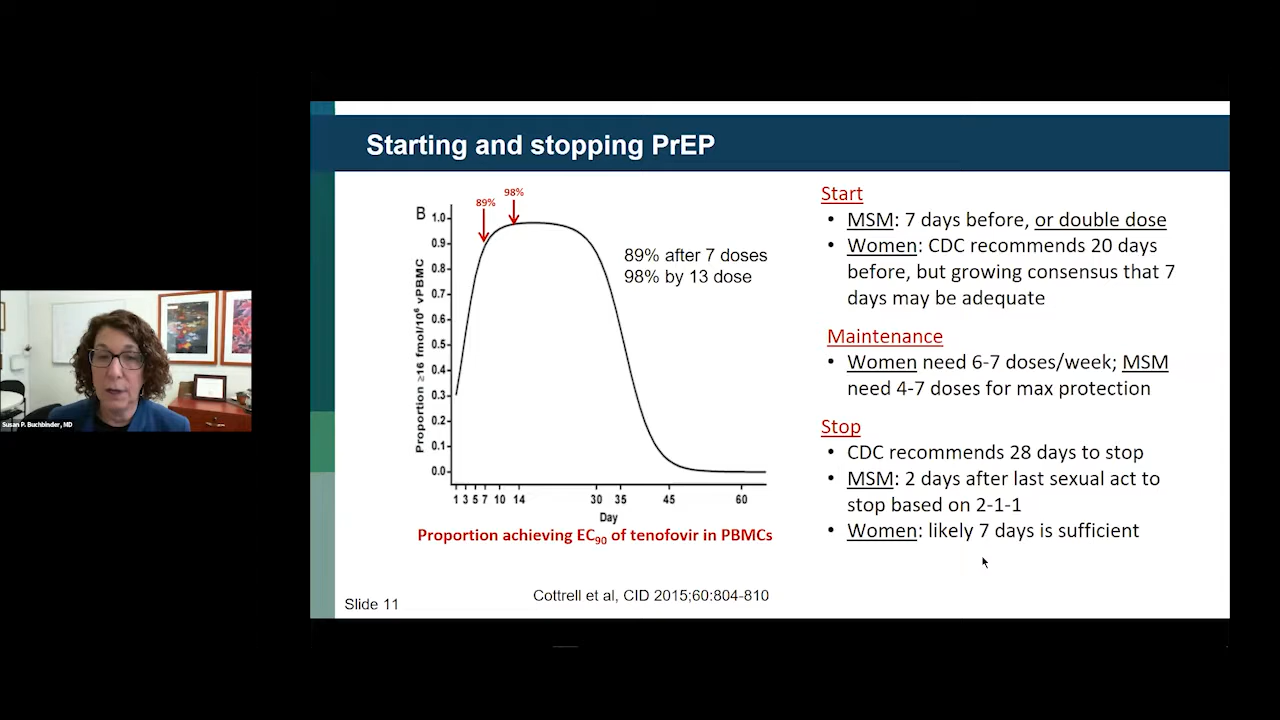 Starting and stopping PrEP
B
Proportion ≥16 fmol/10⁶ vPBMC
1.0
0.9
0.8
0.7
0.6
0.5
0.4
0.3
0.2
0.1
0.0
89%
98%
89% after 7 doses
98% by 13 dose
1 3 5 7 10 14 30 35 45 60
Day
Proportion achieving EC₉₀ of tenofovir in PBMCs
Start
• MSM: 7 days before, or double dose
• Women: CDC recommends 20 days
before, but growing consensus that 7
days may be adequate
Maintenance
• Women need 6-7 doses/week; MSM
need 4-7 doses for max protection
Stop
• CDC recommends 28 days to stop
• MSM: 2 days after last sexual act to
stop based on 2-1-1
• Women: likely 7 days is sufficient
Cottrell et al, CID 2015;60:804-810
Slide 11
Susan P. Buchbinder, MD